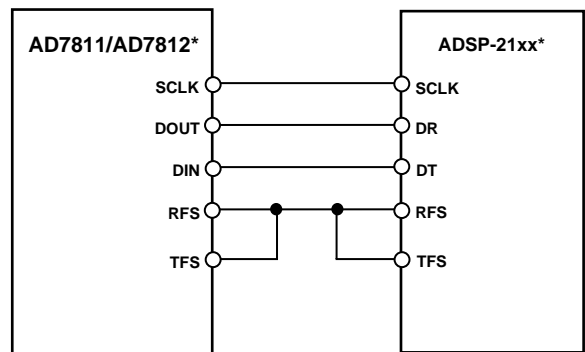 AD7811/AD7812*
ADSP-21xx*
SCLK
SCLK
DOUT
DR
DIN
DT
RFS
RFS
TFS
TFS